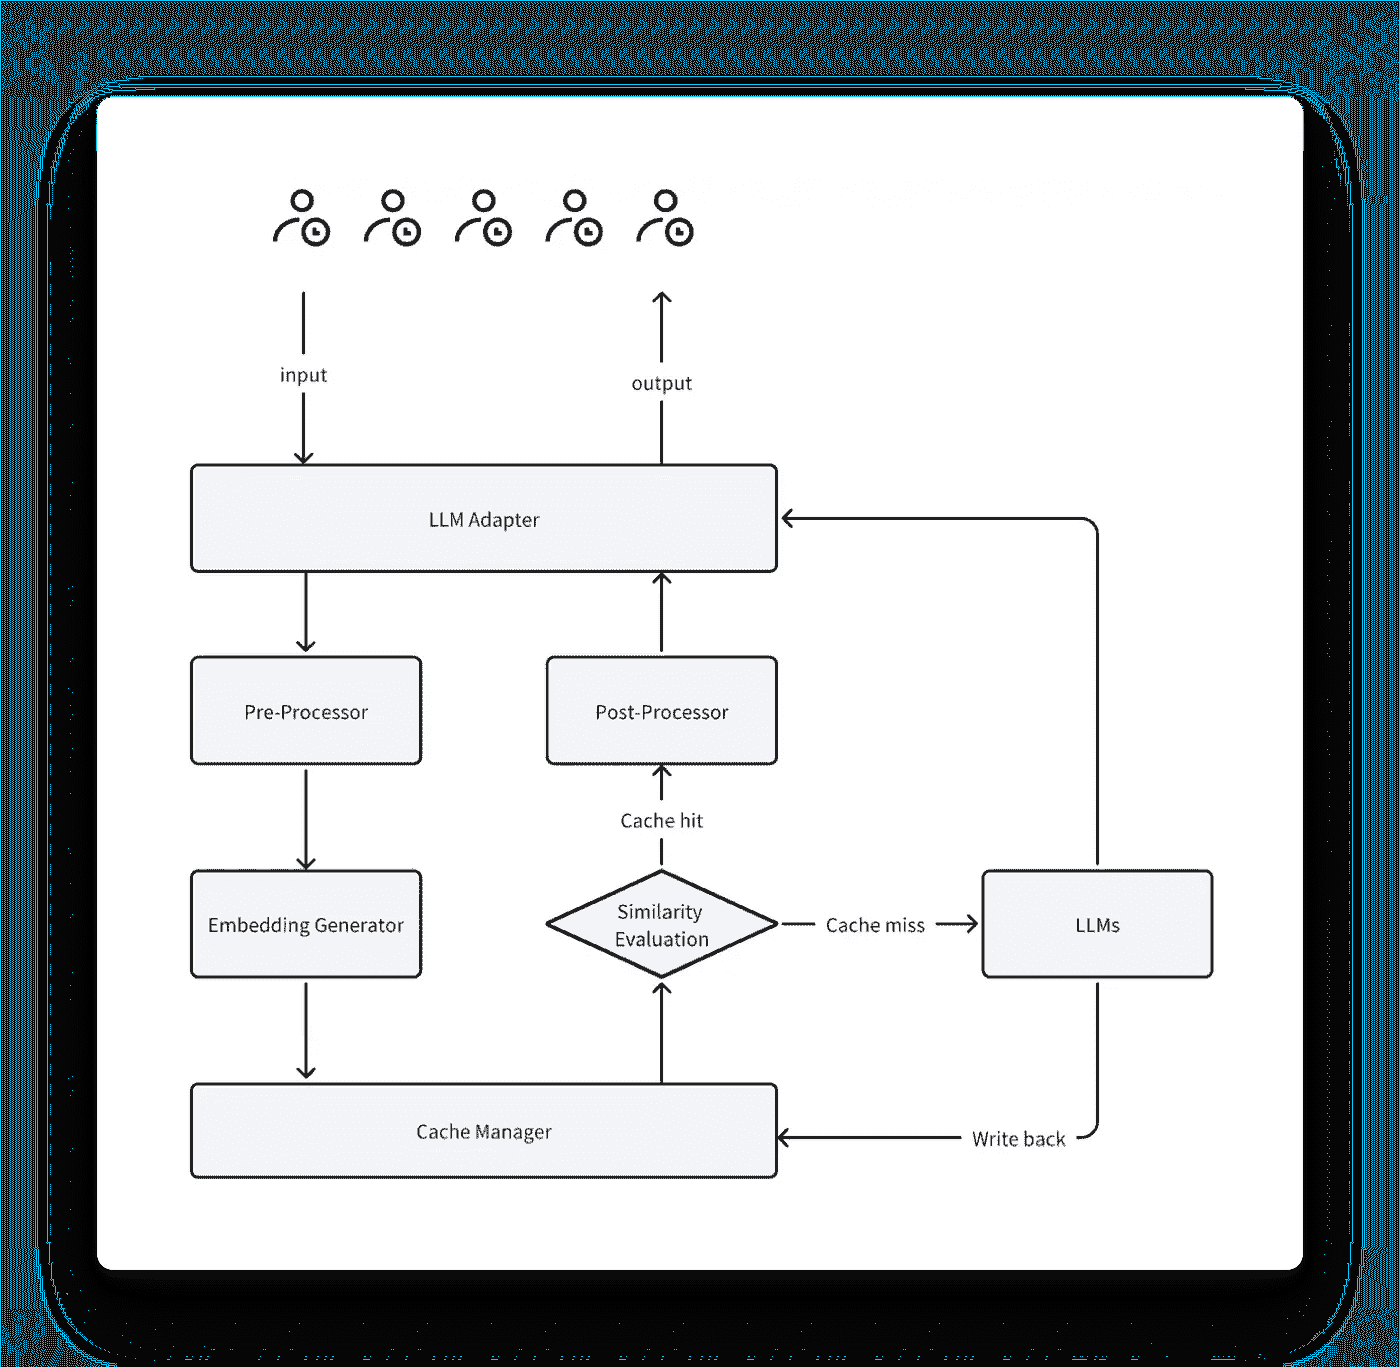 input
output
LLM Adapter
Pre-Processor
Post-Processor
Cache hit
Embedding Generator
Similarity
Evaluation
Cache miss
LLMs
Cache Manager
Write back